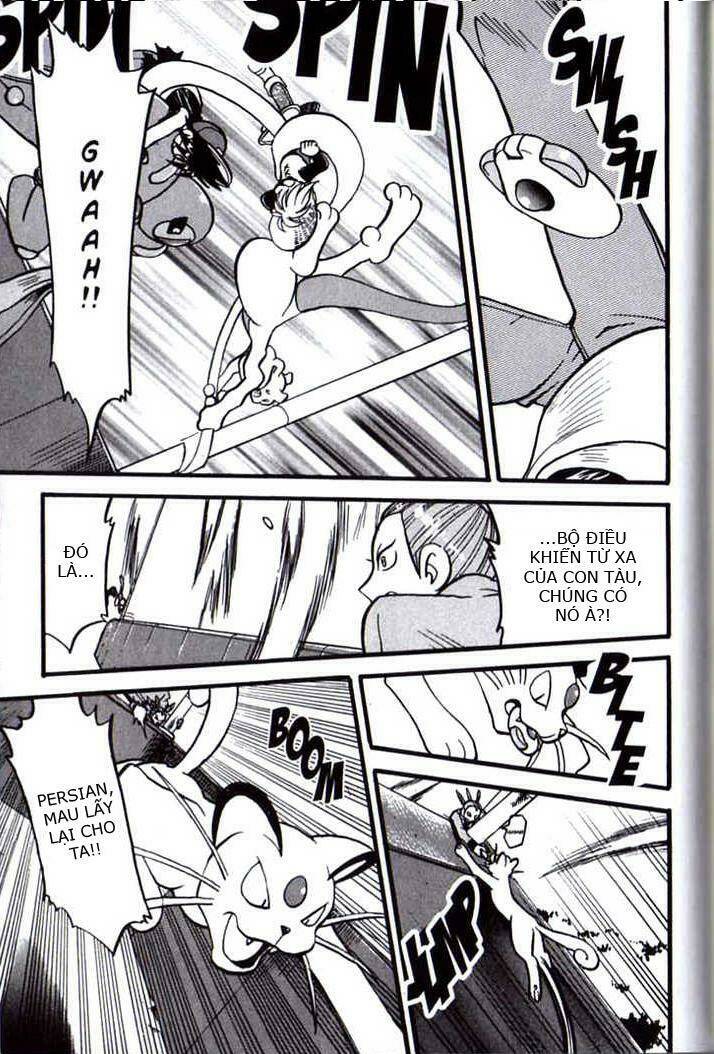 SPIN
SPIN
GWAAH!!
SWISH
ĐÓ
LÀ...
...BỘ ĐIỀU
KHIỂN TỪ XA
CỦA CON TÀU,
CHÚNG CÓ
NÓ À?!
PERSIAN,
MAU LẤY
LẠI CHO
TA!!
BOOM
BITE
JUMP